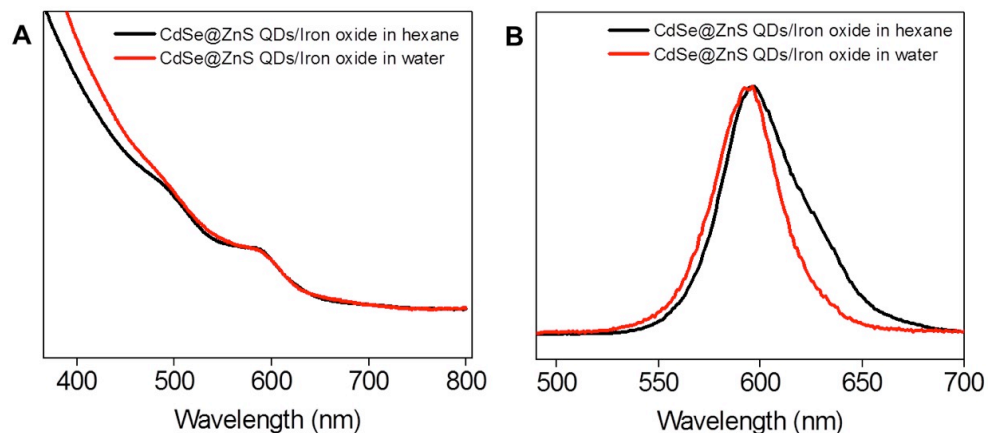 A
CdSe@ZnS QDs/Iron oxide in hexane
CdSe@ZnS QDs/Iron oxide in water
400 500 600 700 800
Wavelength (nm)
B
CdSe@ZnS QDs/Iron oxide in hexane
CdSe@ZnS QDs/Iron oxide in water
500 550 600 650 700
Wavelength (nm)